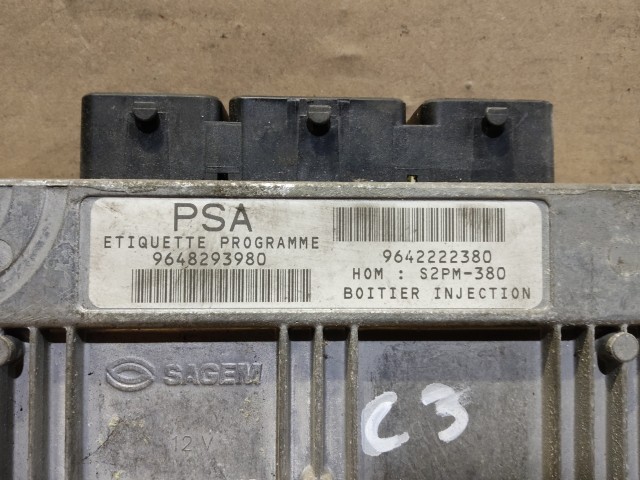 PSA
ETIQUETTE PROGRAMME
9648293980
9642222380
HOM : S2PM-380
BOITIER INJECTION
SAGEM
12 V
C3